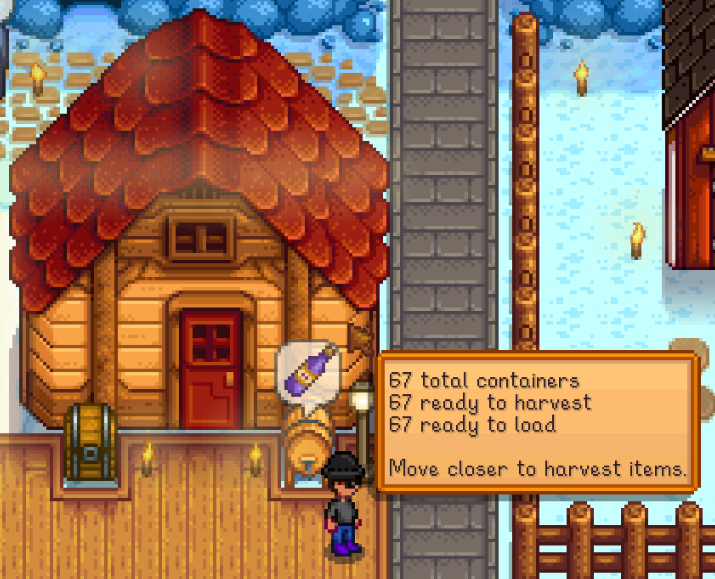 67 total containers
67 ready to harvest
67 ready to load
Move closer to harvest items.